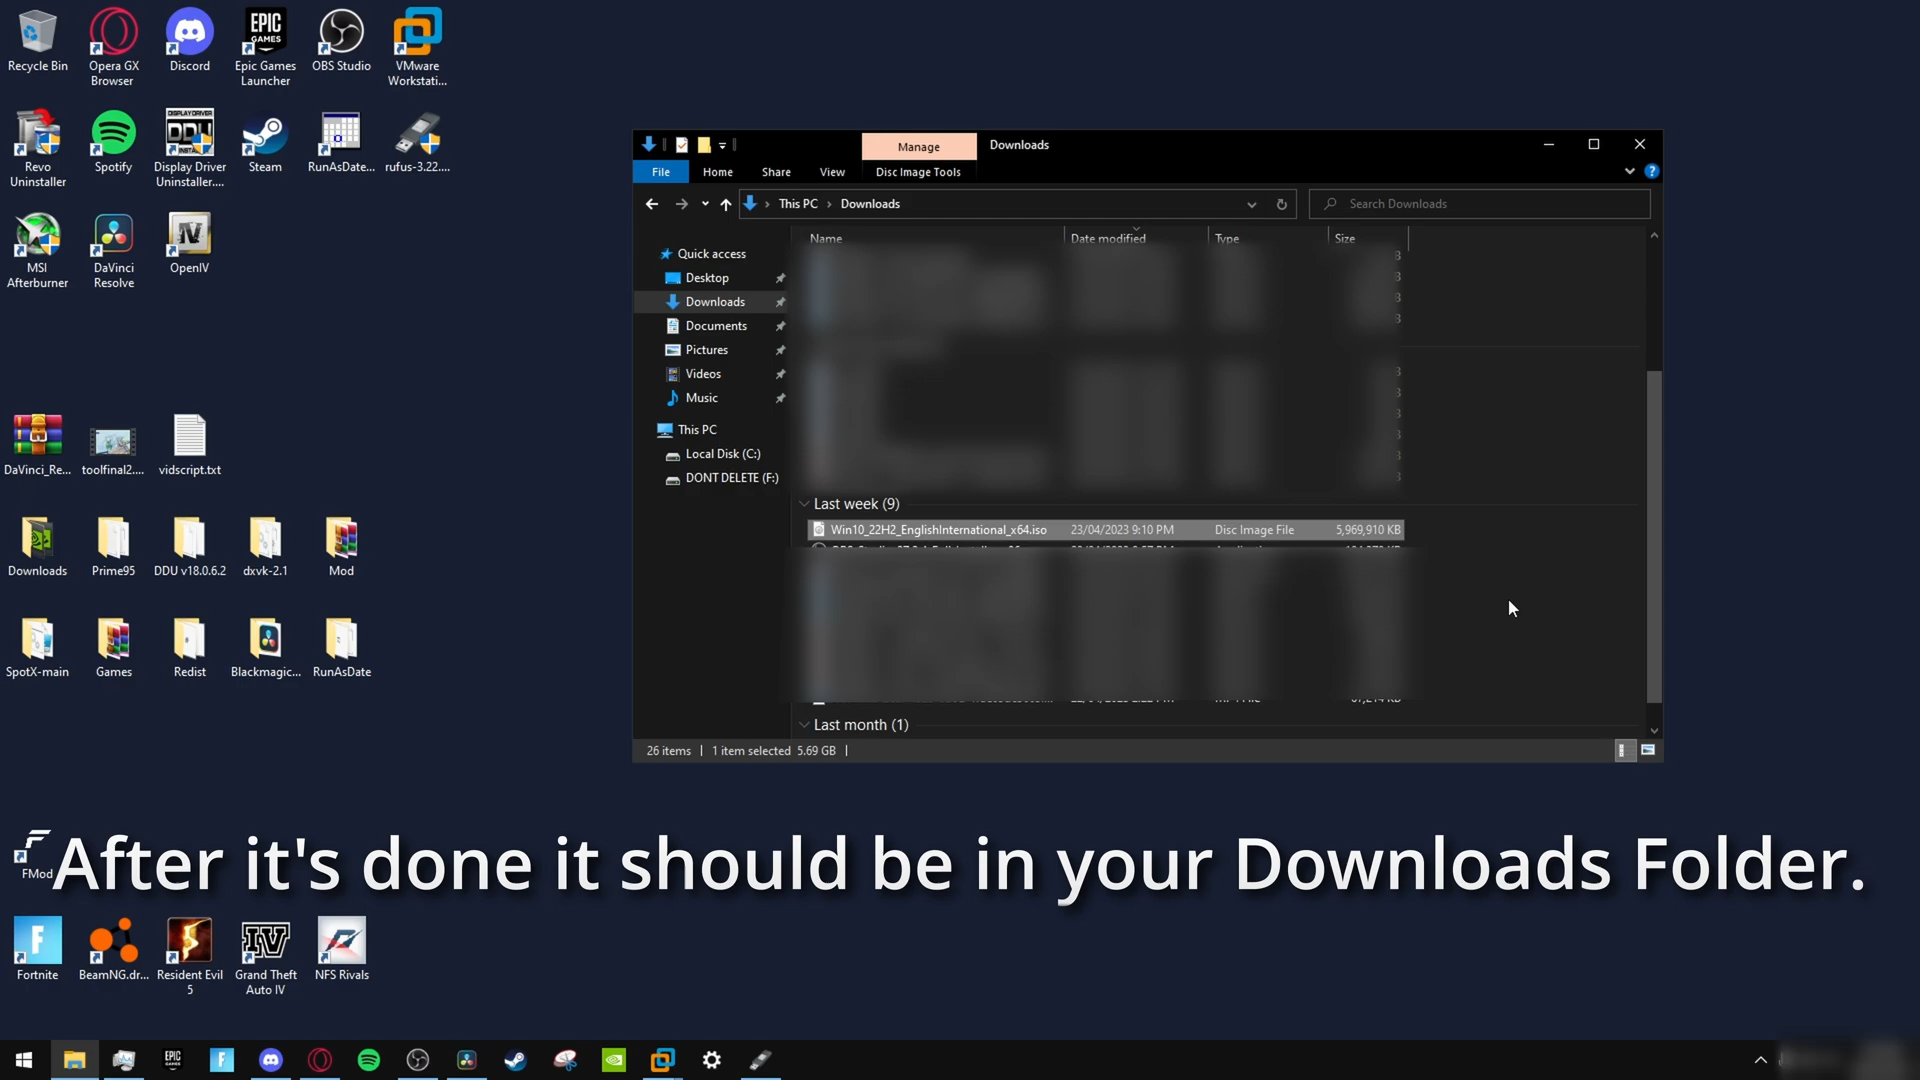 Recycle Bin
Opera GX Browser
Discord
Epic Games Launcher
OBS Studio
VMware Workstati...
Revo Uninstaller
Spotify
Display Driver Uninstaller....
Steam
RunAsDate...
rufus-3.22....
MSI Afterburner
DaVinci Resolve
OpenIV
DaVinci_Re...
toolfinal2....
vidscript.txt
Downloads
Prime95
DDU v18.0.6.2
dxvk-2.1
Mod
SpotX-main
Games
Redist
Blackmagic...
RunAsDate
Manage
Downloads
File
Home
Share
View
Disc Image Tools
This PC
Downloads
Search Downloads
Name
Date modified
Type
Size
Quick access
Desktop
Downloads
Documents
Pictures
Videos
Music
This PC
Local Disk (C:)
DONT DELETE (F:)
Last week (9)
Win10_22H2_EnglishInternational_x64.iso 23/04/2023 9:10 PM Disc Image File 5,969,910 KB
Last month (1)
26 items 1 item selected 5.69 GB
FMod
After it's done it should be in your Downloads Folder.
Fortnite
BeamNG.dr...
Resident Evil 5
Grand Theft Auto IV
NFS Rivals